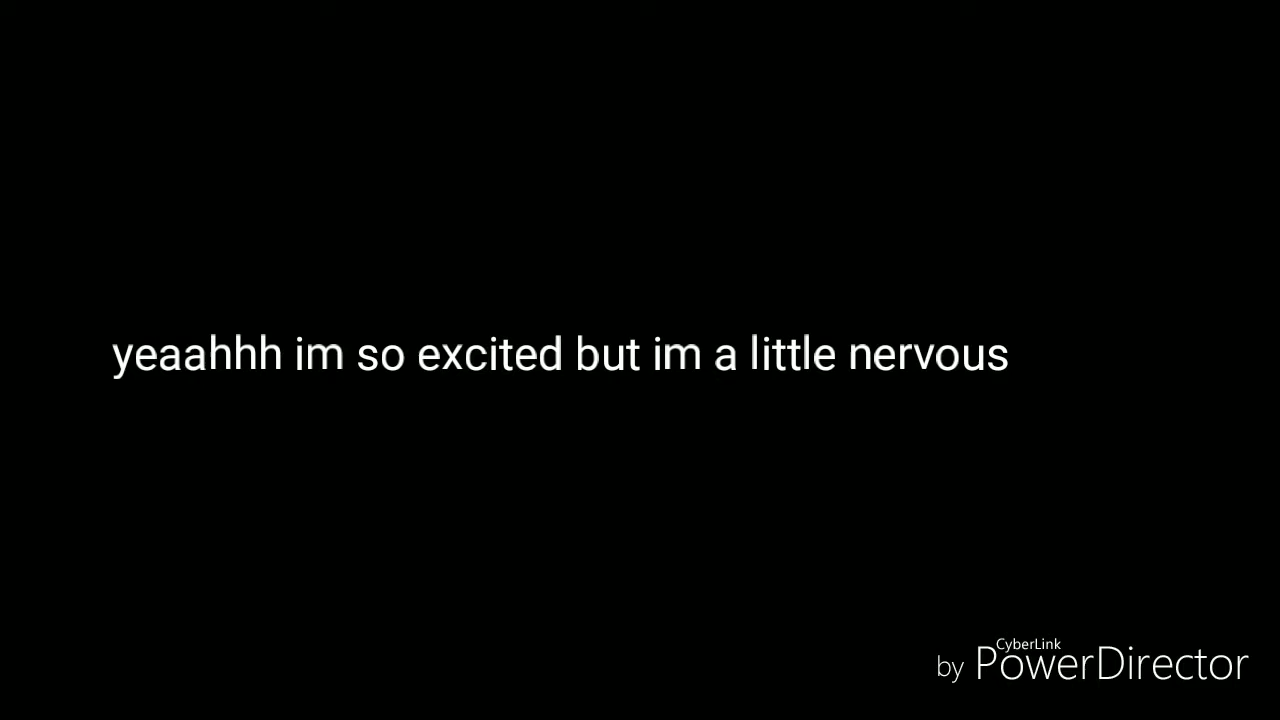 yeaahhh im so excited but im a little nervous
CyberLink
by PowerDirector